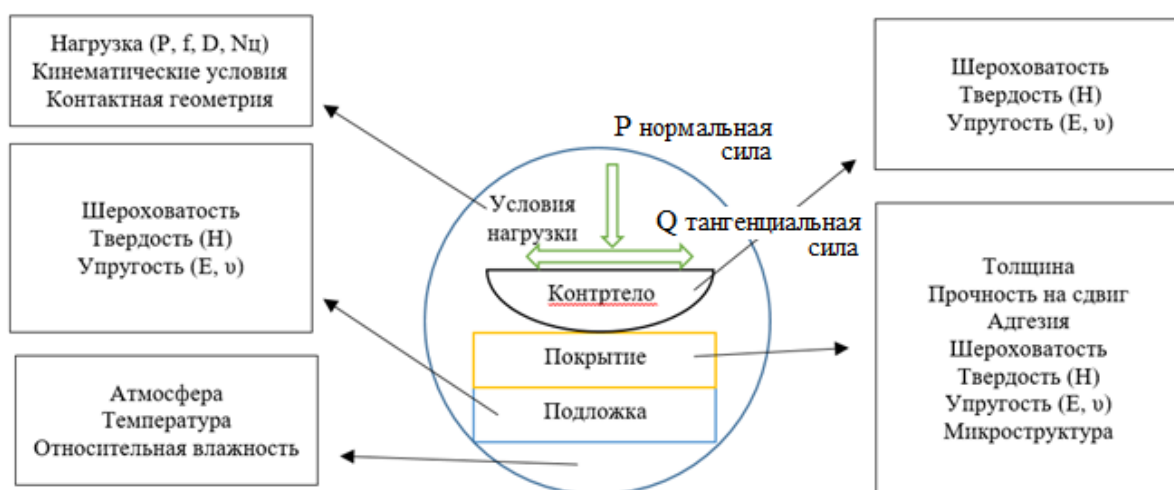 Нагрузка (P, f, D, Nц)
Кинематические условия
Контактная геометрия
Шероховатость
Твердость (H)
Упругость (E, υ)
Атмосфера
Температура
Относительная влажность
P нормальная
сила
Условия
нагрузки
Q тангенциальная
сила
Контртело
Покрытие
Подложка
Шероховатость
Твердость (H)
Упругость (E, υ)
Толщина
Прочность на сдвиг
Адгезия
Шероховатость
Твердость (H)
Упругость (E, υ)
Микроструктура